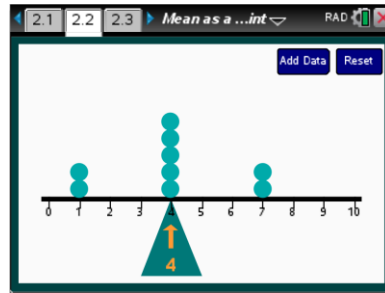 2.1 2.2 2.3 Mean as a ...int RAD
Add Data Reset
0 1 2 3 4 5 6 7 8 9 10
4